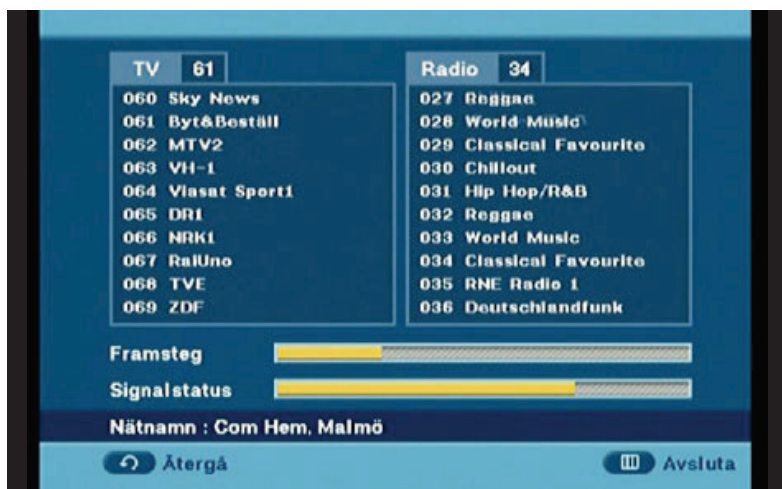 TV 61
060 Sky News
061 Byt&Beställ
062 MTV2
063 VH-1
064 Viasat Sport1
065 DR1
066 NRK1
067 RaiUno
068 TVE
069 ZDF
Radio 34
027 Reggae
028 World Music
029 Classical Favourite
030 Chillout
031 Hip Hop/R&B
032 Reggae
033 World Music
034 Classical Favourite
035 RNE Radio 1
036 Deutschlandfunk
Framsteg
Signalstatus
Nätnamn : Com Hem, Malmö
Återgå
Avsluta